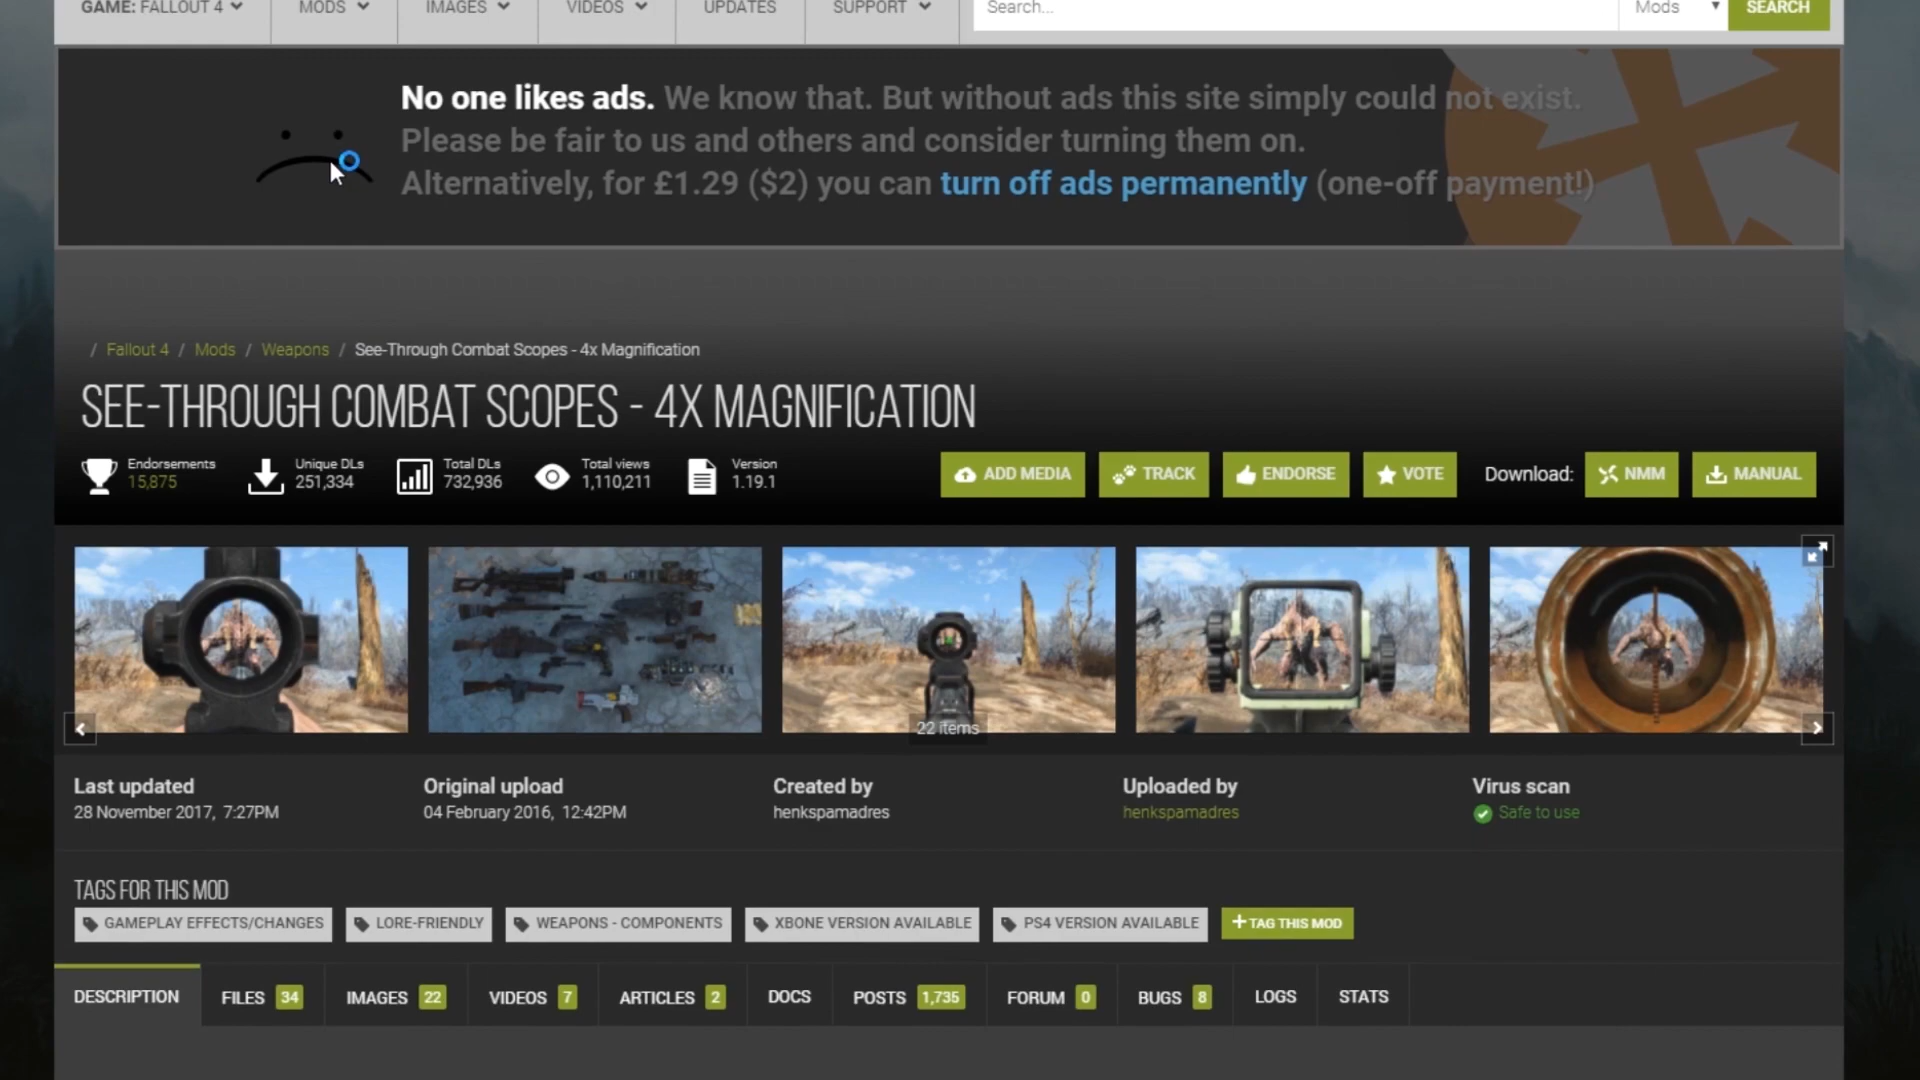 GAME: FALLOUT 4 MODS IMAGES VIDEOS UPDATES SUPPORT Search... Mods SEARCH
No one likes ads. We know that. But without ads this site simply could not exist.
Please be fair to us and others and consider turning them on.
Alternatively, for £1.29 ($2) you can turn off ads permanently (one-off payment!)
/ Fallout 4 / Mods / Weapons / See-Through Combat Scopes - 4x Magnification
SEE-THROUGH COMBAT SCOPES - 4X MAGNIFICATION
Endorsements Unique DLs Total DLs Total views Version
15,875 251,334 732,936 1,110,211 1.19.1
ADD MEDIA TRACK ENDORSE VOTE Download: NMM MANUAL
22 items
Last updated Original upload Created by Uploaded by Virus scan
28 November 2017, 7:27PM 04 February 2016, 12:42PM henkspamadres henkspamadres Safe to use
TAGS FOR THIS MOD
GAMEPLAY EFFECTS/CHANGES LORE-FRIENDLY WEAPONS - COMPONENTS XBONE VERSION AVAILABLE PS4 VERSION AVAILABLE +TAG THIS MOD
DESCRIPTION FILES 34 IMAGES 22 VIDEOS 7 ARTICLES 2 DOCS POSTS 1,735 FORUM 0 BUGS 8 LOGS STATS